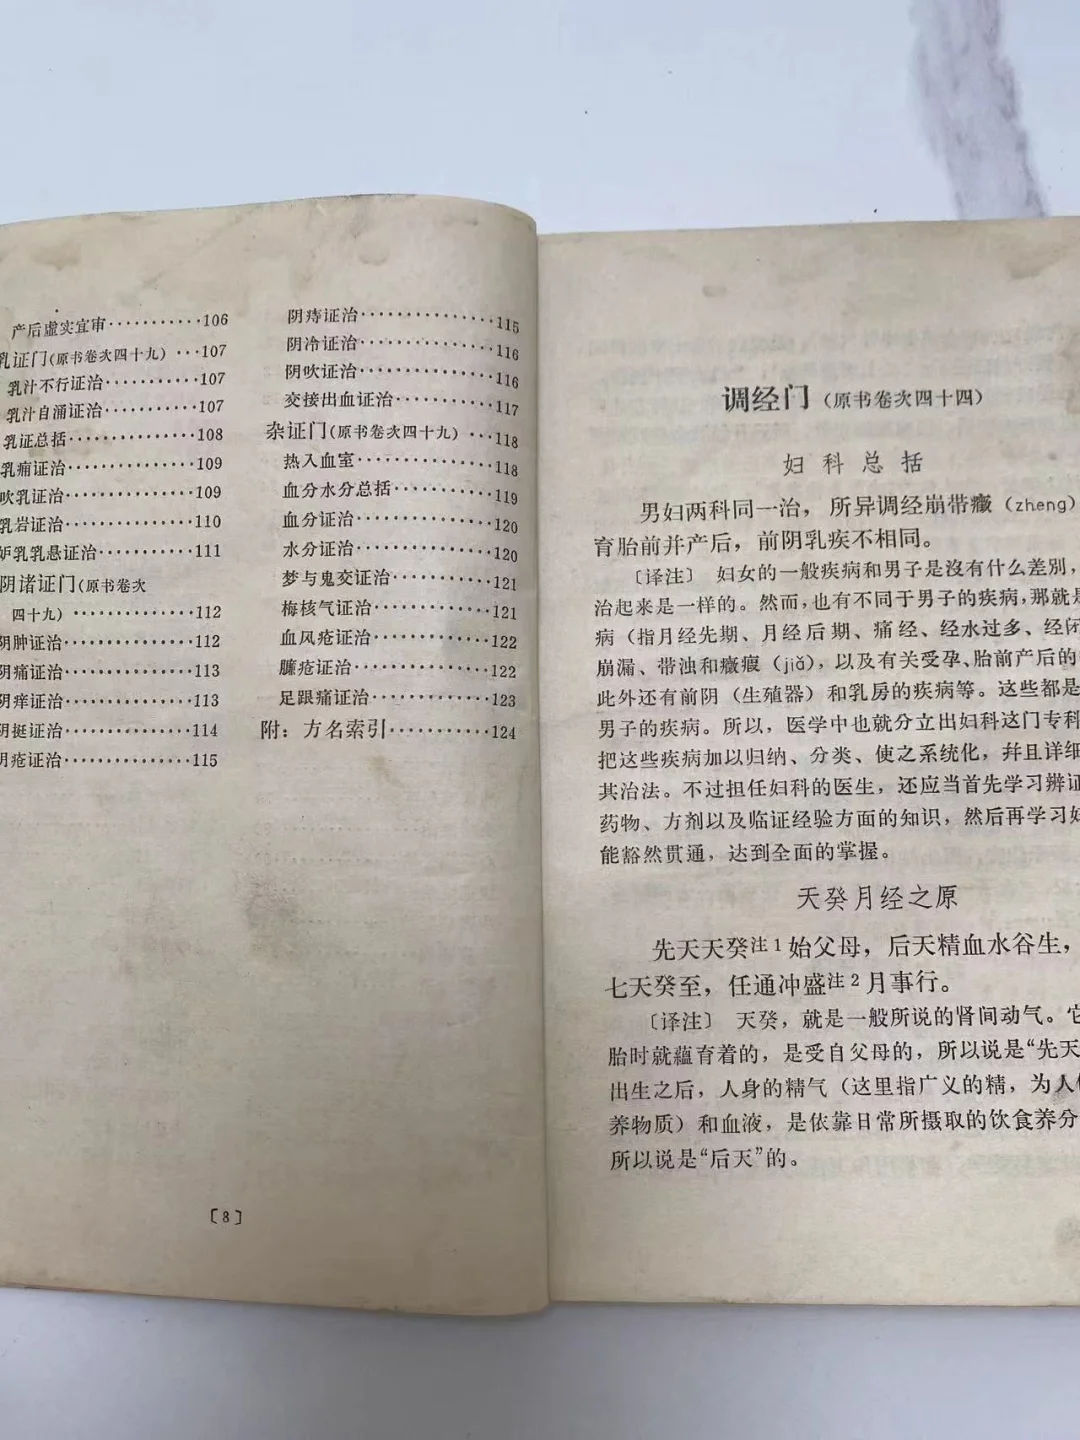 产后虚实宜审···········106
乳证门(原书卷次四十九)···107
乳汁不行证治············107
乳汁自涌证治············107
乳证总括···············108
乳痈证治···············109
吹乳证治···············109
乳岩证治···············110
妒乳乳悬证治············111
阴诸证门(原书卷次
四十九)···············112
阴肿证治···············112
阴痛证治···············113
阴痒证治···············113
阴挺证治···············114
阴疮证治···············115
阴痔证治···············115
阴冷证治···············116
阴吹证治···············116
交接出血证治············117
杂证门(原书卷次四十九)···118
热入血室···············118
血分水分总括············119
血分证治···············120
水分证治···············120
梦与鬼交证治············121
梅核气证治··············121
血风疮证治··············122
臁疮证治···············122
足跟痛证治··············123
附：方名索引············124
〔8〕
调经门(原书卷次四十四)
妇科总括
男妇两科同一治，所异调经崩带癥（zheng）
育胎前并产后，前阴乳疾不相同。
〔译注〕 妇女的一般疾病和男子是沒有什么差別，
治起来是一样的。然而，也有不同于男子的疾病，那就是
病（指月经先期、月经后期、痛经、经水过多、经闭
崩漏、带浊和癥瘕（jiǎ），以及有关受孕、胎前产后的
此外还有前阴（生殖器）和乳房的疾病等。这些都是
男子的疾病。所以，医学中也就分立出妇科这门专科
把这些疾病加以归纳、分类、使之系统化，幷且详细
其治法。不过担任妇科的医生，还应当首先学习辨证
药物、方剂以及临证经验方面的知识，然后再学习妇
能豁然贯通，达到全面的掌握。
天癸月经之原
先天天癸注1始父母，后天精血水谷生，
七天癸至，任通冲盛注2月事行。
〔译注〕 天癸，就是一般所说的肾间动气。它
胎时就蕴育着的，是受自父母的，所以说是“先天
出生之后，人身的精气（这里指广义的精，为人
养物质）和血液，是依靠日常所摄取的饮食养分
所以说是“后天”的。